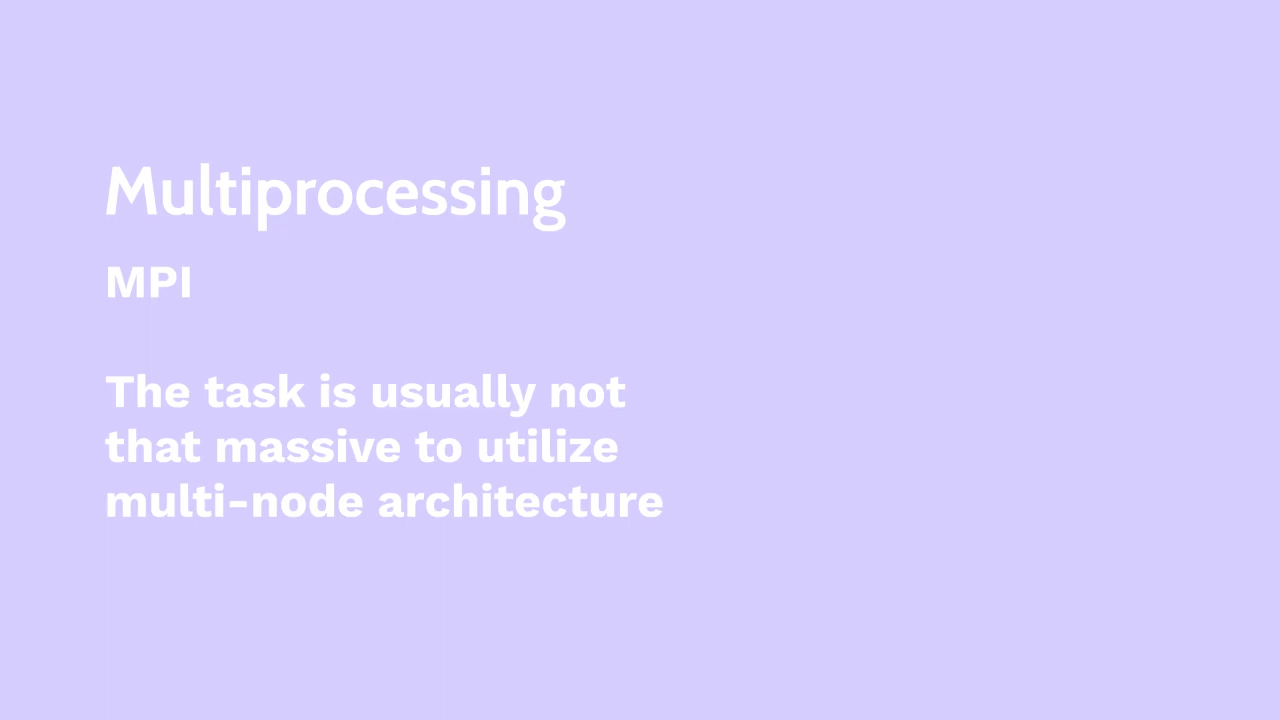 Multiprocessing
MPI
The task is usually not
that massive to utilize
multi-node architecture